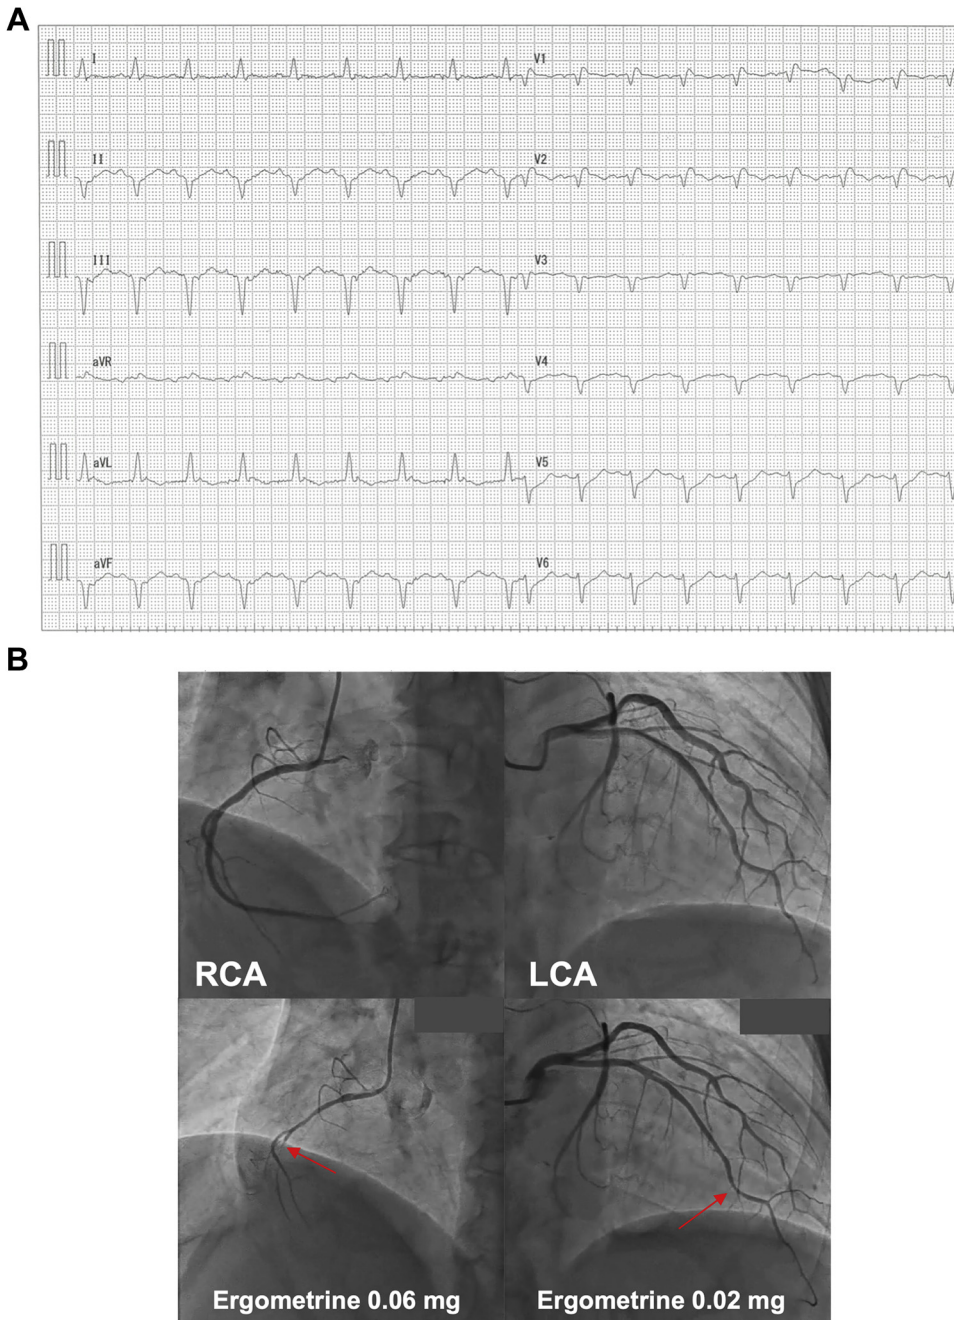 A
I V1
II V2
III V3
aVR V4
aVL V5
aVF V6
B
RCA LCA
Ergometrine 0.06 mg Ergometrine 0.02 mg